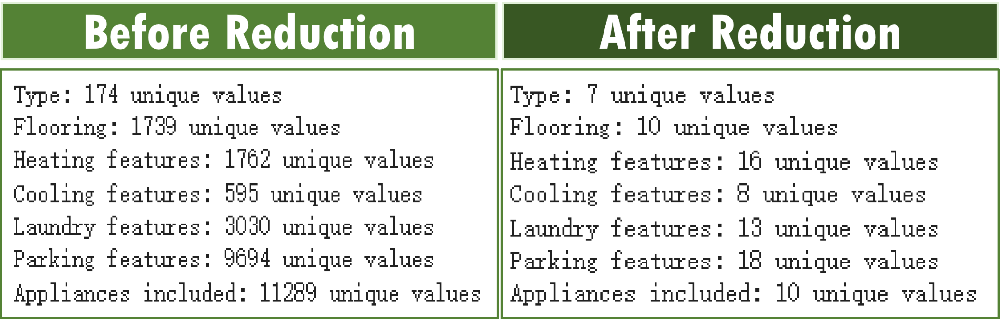 Before Reduction
Type: 174 unique values
Flooring: 1739 unique values
Heating features: 1762 unique values
Cooling features: 595 unique values
Laundry features: 3030 unique values
Parking features: 9694 unique values
Appliances included: 11289 unique values
After Reduction
Type: 7 unique values
Flooring: 10 unique values
Heating features: 16 unique values
Cooling features: 8 unique values
Laundry features: 13 unique values
Parking features: 18 unique values
Appliances included: 10 unique values